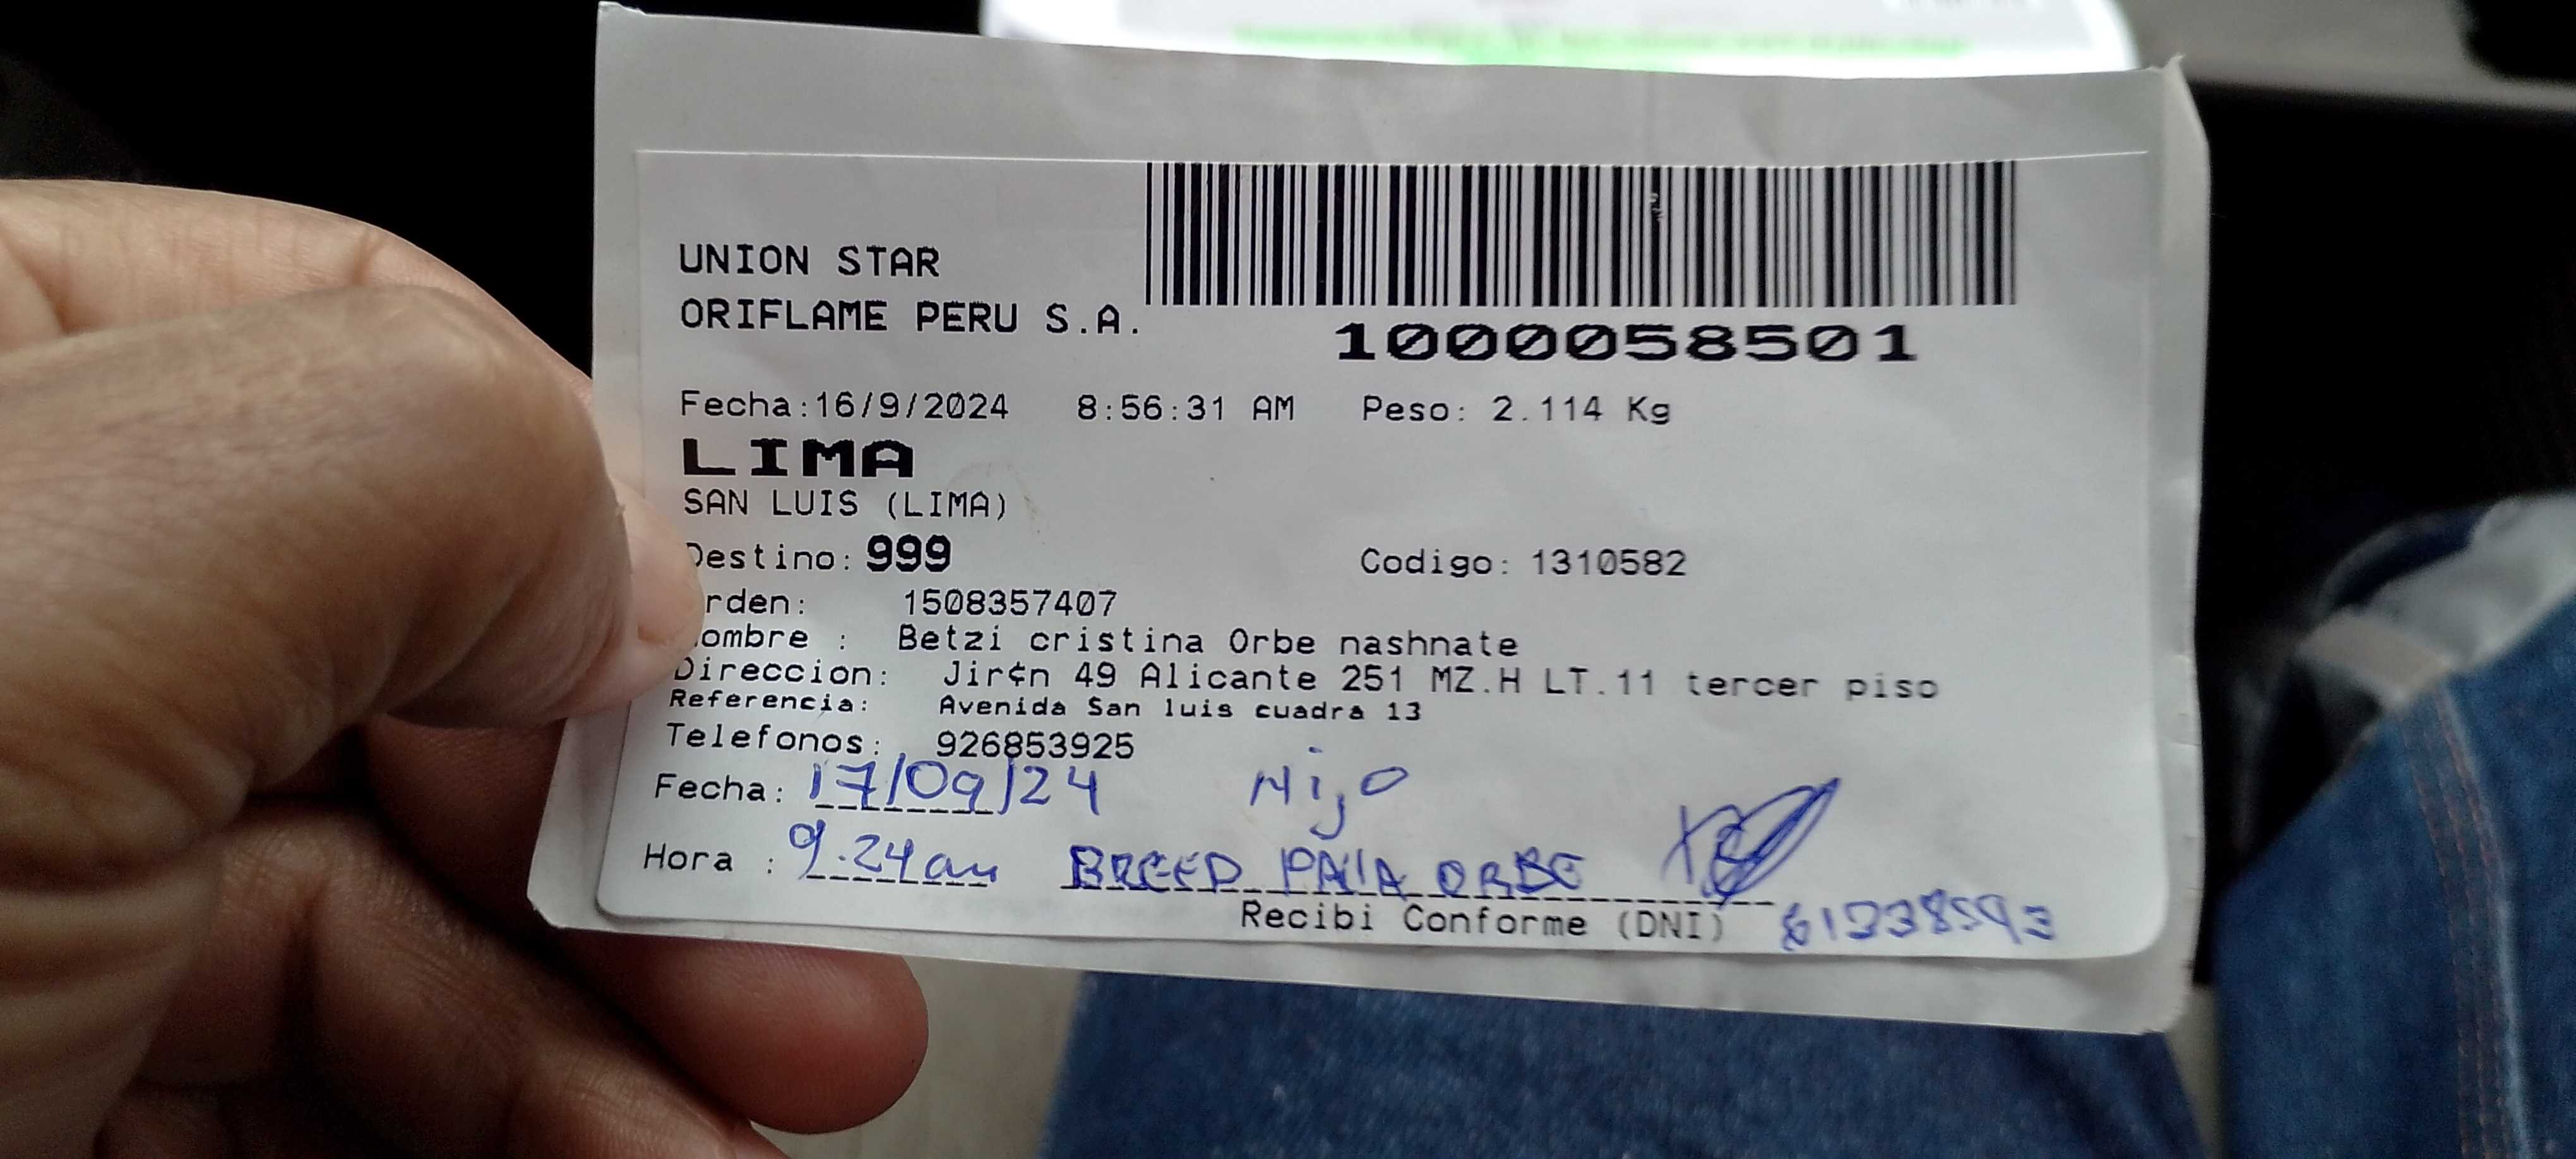 UNION STAR
ORIFLAME PERU S.A.
1000058501
Fecha:16/9/2024 8:56:31 AM Peso: 2.114 Kg
LIMA
SAN LUIS (LIMA)
Destino: 999 Codigo: 1310582
rden: 1508357407
ombre : Betzi cristina Orbe nashnate
Direccion: Jir¢n 49 Alicante 251 MZ.H LT.11 tercer piso
Referencia: Avenida San luis cuadra 13
Telefonos: 926853925
Fecha: 17/09/24 Hijo
Hora : 9.24am ORBE
Recibi Conforme (DNI)